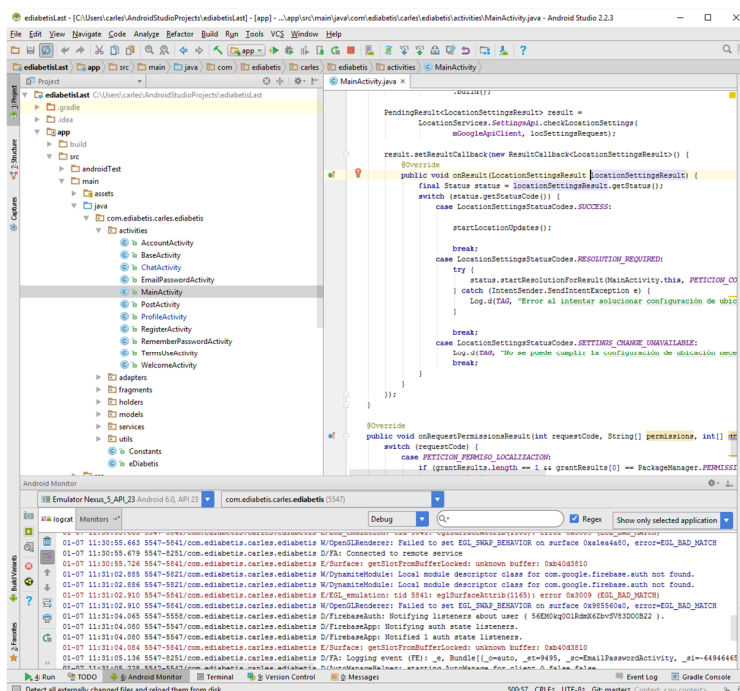 ediabetisLast - [C:\Users\carles\AndroidStudioProjects\ediabetisLast] - [app] - ...\app\src\main\java\com\ediabetis\carles\ediabetis\activities\MainActivity.java - Android Studio 2.2.3
File Edit View Navigate Code Analyze Refactor Build Run Tools VCS Window Help
app
ediabetisLast app src main java com ediabetis carles ediabetis activities MainActivity
Project
MainActivity.java ×
1: Project
Z: Structure
Captures
Build Variants
2: Favorites
ediabetisLast C:\Users\carles\AndroidStudioProjects\ediabetisLast
.gradle
.idea
app
build
src
androidTest
main
assets
java
com.ediabetis.carles.ediabetis
activities
AccountActivity
BaseActivity
ChatActivity
EmailPasswordActivity
MainActivity
PostActivity
ProfileActivity
RegisterActivity
RememberPasswordActivity
TermsUseActivity
WelcomeActivity
adapters
fragments
holders
models
services
utils
Constants
eDiabetis
.build();
PendingResult<LocationSettingsResult> result =
LocationServices.SettingsApi.checkLocationSettings(
mGoogleApiClient, locSettingsRequest);
result.setResultCallback(new ResultCallback<LocationSettingsResult>() {
@Override
public void onResult(LocationSettingsResult locationSettingsResult) {
final Status status = locationSettingsResult.getStatus();
switch (status.getStatusCode()) {
case LocationSettingsStatusCodes.SUCCESS:
startLocationUpdates();
break;
case LocationSettingsStatusCodes.RESOLUTION_REQUIRED:
try {
status.startResolutionForResult(MainActivity.this, PETICION_CO
} catch (IntentSender.SendIntentException e) {
Log.d(TAG, "Error al intentar solucionar configuración de ubic
}
break;
case LocationSettingsStatusCodes.SETTINGS_CHANGE_UNAVAILABLE:
Log.d(TAG, "No se puede cumplir la configuración de ubicación nece
break;
}
}
});
}
@Override
public void onRequestPermissionsResult(int requestCode, String[] permissions, int[] gr
switch (requestCode) {
case PETICION_PERMISO_LOCALIZACION:
if (grantResults.length == 1 && grantResults[0] == PackageManager.PERMISSI
Android Monitor
Emulator Nexus_5_API_23 Android 6.0, API 23
com.ediabetis.carles.ediabetis (5547)
logcat Monitors
Debug
Regex
Show only selected application
01-07 11:30:55.663 5547-5841/com.ediabetis.carles.ediabetis W/OpenGLRenderer: Failed to set EGL_SWAP_BEHAVIOR on surface 0xa1ea4a80, error=EGL_BAD_MATCH
01-07 11:30:55.679 5547-8251/com.ediabetis.carles.ediabetis D/FA: Connected to remote service
01-07 11:30:55.726 5547-5841/com.ediabetis.carles.ediabetis E/Surface: getSlotFromBufferLocked: unknown buffer: 0xb40d3810
01-07 11:31:02.885 5547-5821/com.ediabetis.carles.ediabetis W/DynamiteModule: Local module descriptor class for com.google.firebase.auth not found.
01-07 11:31:02.886 5547-5821/com.ediabetis.carles.ediabetis W/DynamiteModule: Local module descriptor class for com.google.firebase.auth not found.
01-07 11:31:02.910 5547-5841/com.ediabetis.carles.ediabetis E/EGL_emulation: tid 5841: eglSurfaceAttrib(1165): error 0x3009 (EGL_BAD_MATCH)
01-07 11:31:02.910 5547-5841/com.ediabetis.carles.ediabetis W/OpenGLRenderer: Failed to set EGL_SWAP_BEHAVIOR on surface 0x985560a0, error=EGL_BAD_MATCH
01-07 11:31:04.065 5547-5558/com.ediabetis.carles.ediabetis D/FirebaseAuth: Notifying listeners about user
01-07 11:31:04.080 5547-5547/com.ediabetis.carles.ediabetis D/FirebaseApp: Notifying auth state listeners.
01-07 11:31:04.080 5547-5547/com.ediabetis.carles.ediabetis D/FirebaseApp: Notified 1 auth state listeners.
01-07 11:31:04.084 5547-5841/com.ediabetis.carles.ediabetis E/Surface: getSlotFromBufferLocked: unknown buffer: 0xb40d3810
01-07 11:31:05.136 5547-8251/com.ediabetis.carles.ediabetis D/FA: Logging event (FE): _e, Bundle[{_o=auto, _et=9495, _sc=EmailPasswordActivity, _si=-64946465
4: Run TODO 6: Android Monitor Terminal 9: Version Control 0: Messages Event Log Gradle Console
Detect all externally changed files and reload them from disk. 500:57 CRLF÷ UTF-8÷ Git: master÷ Context: <no context>